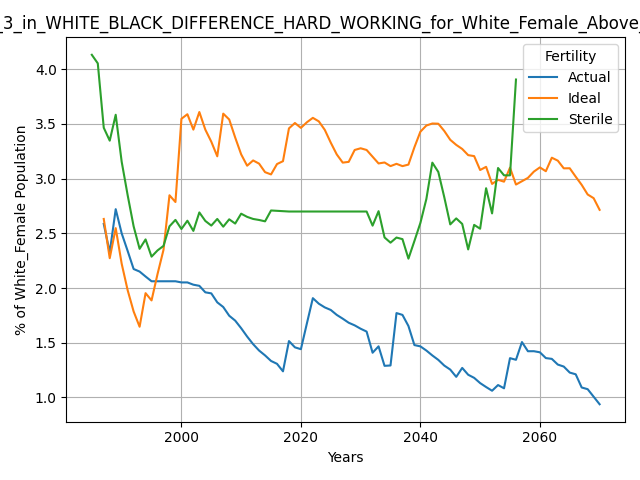 _3_in_WHITE_BLACK_DIFFERENCE_HARD_WORKING_for_White_Female_Above_
Fertility
Actual
Ideal
Sterile
% of White_Female Population
4.0
3.5
3.0
2.5
2.0
1.5
1.0
2000
2020
2040
2060
Years